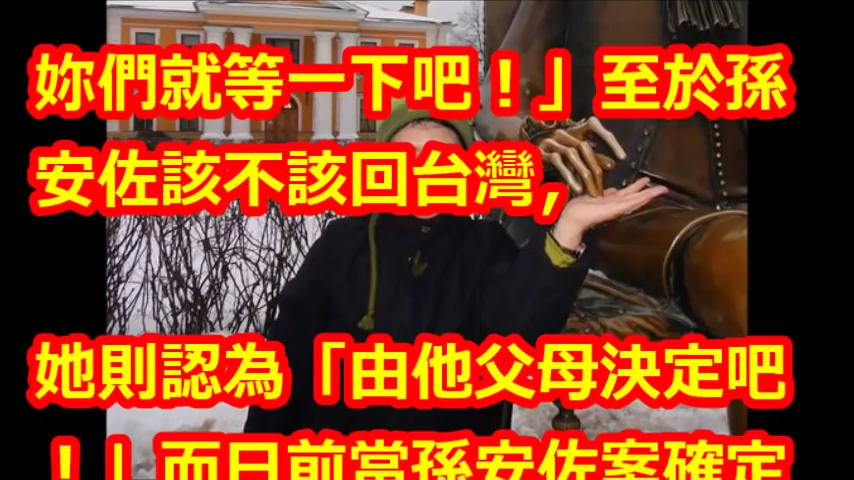 妳們就等一下吧！」至於孫
安佐該不該回台灣，
她則認為「由他父母決定吧
！」而日前當孫安佐案確定